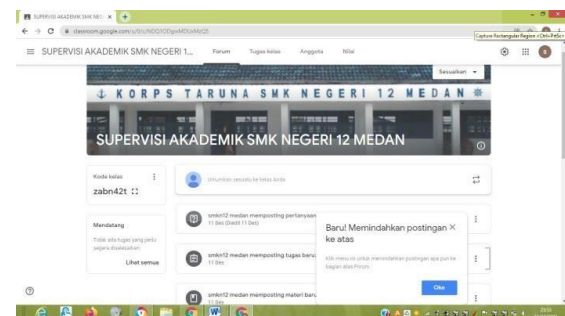 SUPERVISI AKADEMIK SMK NEG
classroom.google.com
Capture Rectangular Region
SUPERVISI AKADEMIK SMK NEGERI 1...
Forum
Tugas kelas
Anggota
Nilai
Sesuaikan
KORPS TARUNA SMK NEGERI 12 MEDAN
SUPERVISI AKADEMIK SMK NEGERI 12 MEDAN
Kode kelas
zabn42t
Umumkan sesuatu ke kelas Anda
Mendatang
Tidak ada tugas yang perlu
segera diselesaikan
Lihat semua
smkn12 medan memposting pertanyaan
11 Des (Diedit 11 Des)
smkn12 medan memposting tugas baru:
11 Des
smkn12 medan memposting materi baru
Baru! Memindahkan postingan
ke atas
Klik menu ini untuk memindahkan postingan apa pun ke
bagian atas Forum.
Oke